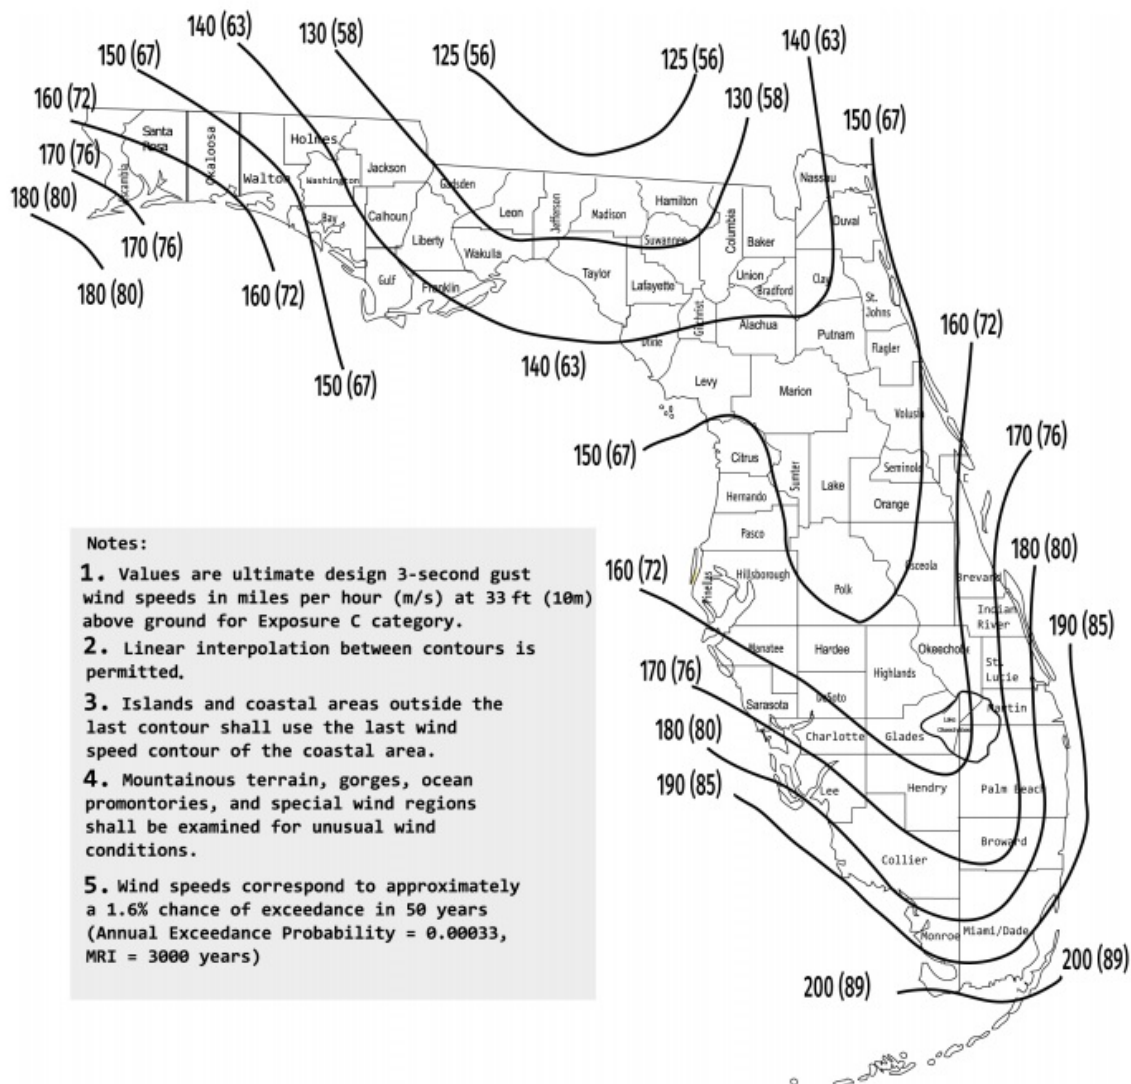 140 (63)
130 (58)
125 (56)
125 (56)
140 (63)
150 (67)
160 (72)
130 (58)
150 (67)
170 (76)
180 (80)
170 (76)
180 (80)
160 (72)
150 (67)
140 (63)
Santa
Rosa
Escambia
Okaloosa
Walton
Holmes
Washington
Jackson
Bay
Calhoun
Gulf
Liberty
Gadsden
Franklin
Leon
Wakulla
Jefferson
Madison
Taylor
Hamilton
Suwannee
Lafayette
Dixie
Columbia
Gilchrist
Baker
Union
Bradford
Alachua
Nassau
Duval
Clay
St.
Johns
Putnam
Flagler
Levy
Marion
Volusia
160 (72)
170 (76)
150 (67)
Citrus
Hernando
Sumter
Lake
Seminole
Orange
Pasco
Pinellas
Hillsborough
Polk
Osceola
Brevard
180 (80)
Indian
River
190 (85)
160 (72)
Manatee
Hardee
Highlands
Okeechobee
St.
Lucie
170 (76)
Sarasota
DeSoto
Martin
180 (80)
Charlotte
Glades
Lake
Okeechobee
190 (85)
Lee
Hendry
Palm Beach
Broward
Collier
Monroe
Miami/Dade
200 (89)
200 (89)
Notes:
1. Values are ultimate design 3-second gust
wind speeds in miles per hour (m/s) at 33 ft (10m)
above ground for Exposure C category.
2. Linear interpolation between contours is
permitted.
3. Islands and coastal areas outside the
last contour shall use the last wind
speed contour of the coastal area.
4. Mountainous terrain, gorges, ocean
promontories, and special wind regions
shall be examined for unusual wind
conditions.
5. Wind speeds correspond to approximately
a 1.6% chance of exceedance in 50 years
(Annual Exceedance Probability = 0.00033,
MRI = 3000 years)